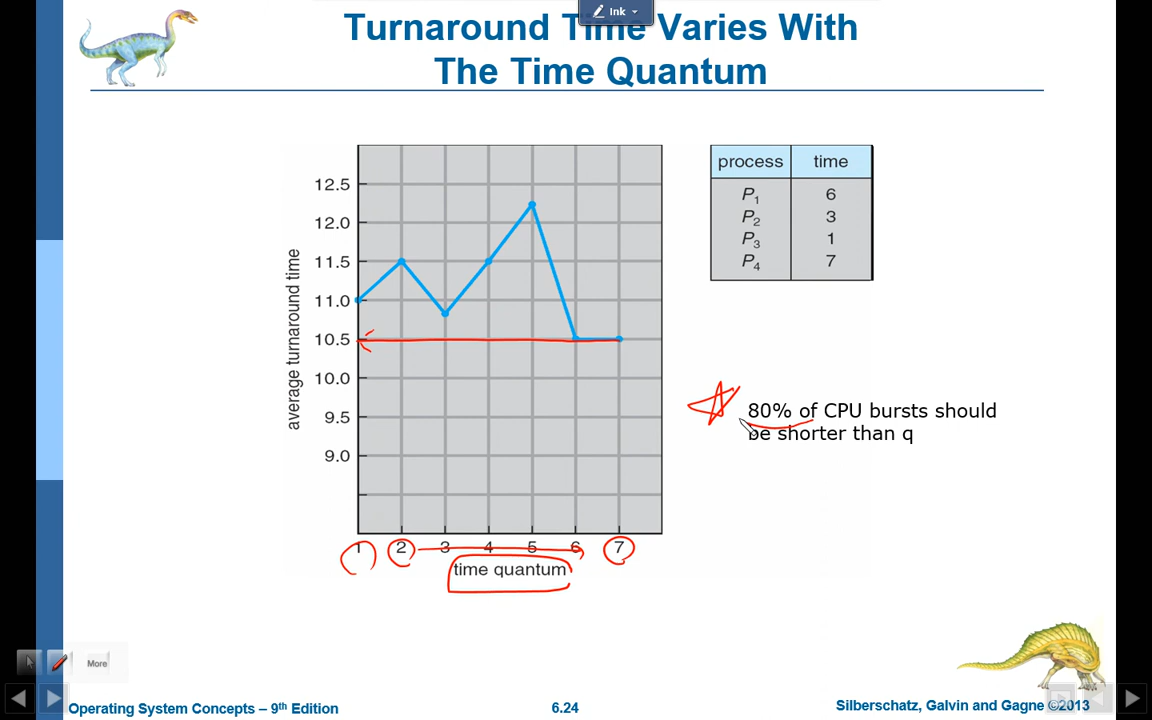 Ink
Turnaround Time Varies With
The Time Quantum
process time
P1 6
P2 3
P3 1
P4 7
12.5
12.0
11.5
11.0
10.5
10.0
9.5
9.0
average turnaround time
1 2 3 4 5 6 7
time quantum
80% of CPU bursts should
be shorter than q
More
Operating System Concepts – 9th Edition
6.24
Silberschatz, Galvin and Gagne ©2013